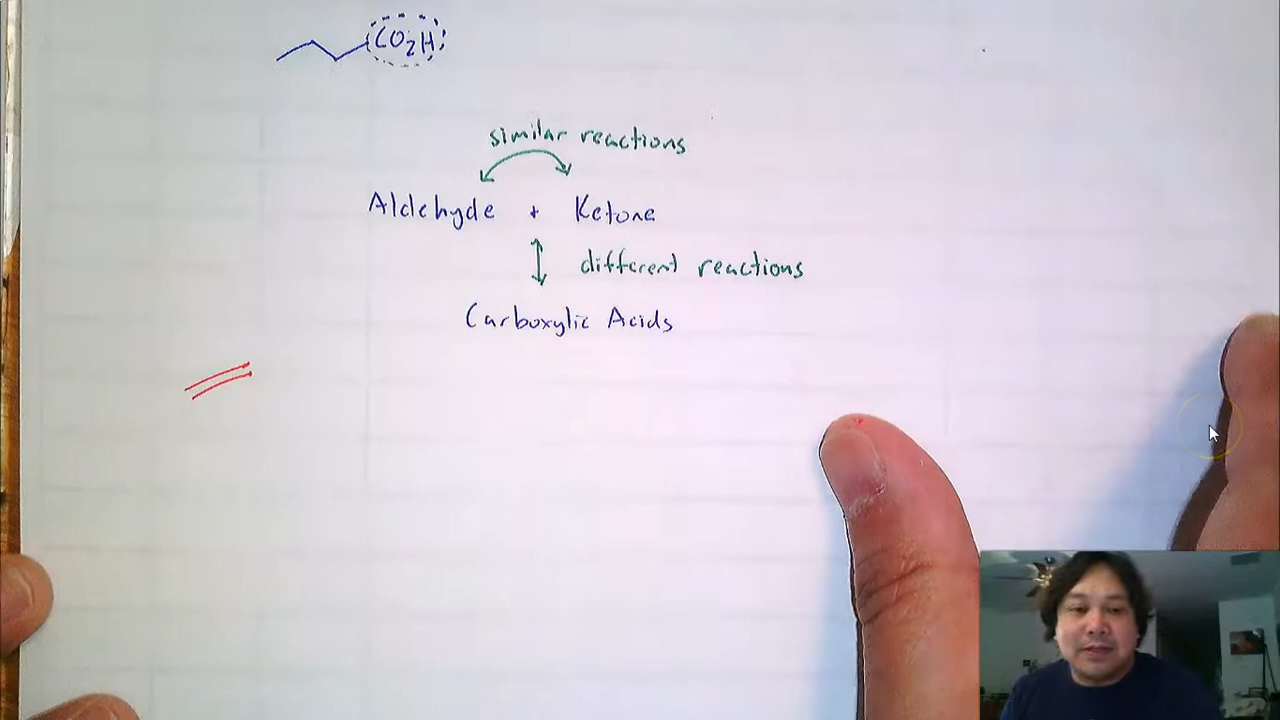 CO2H
similar reactions
Aldehyde + Ketone
different reactions
Carboxylic Acids